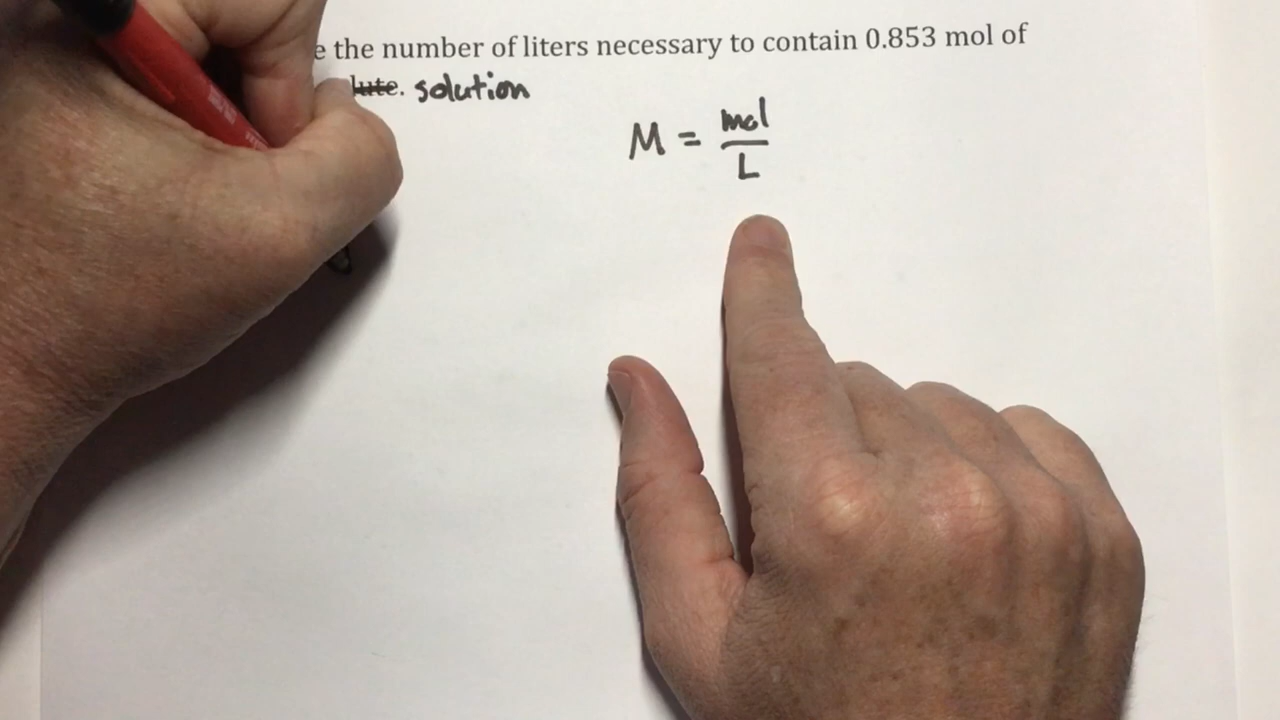 the number of liters necessary to contain 0.853 mol of
solution
M = mol
L